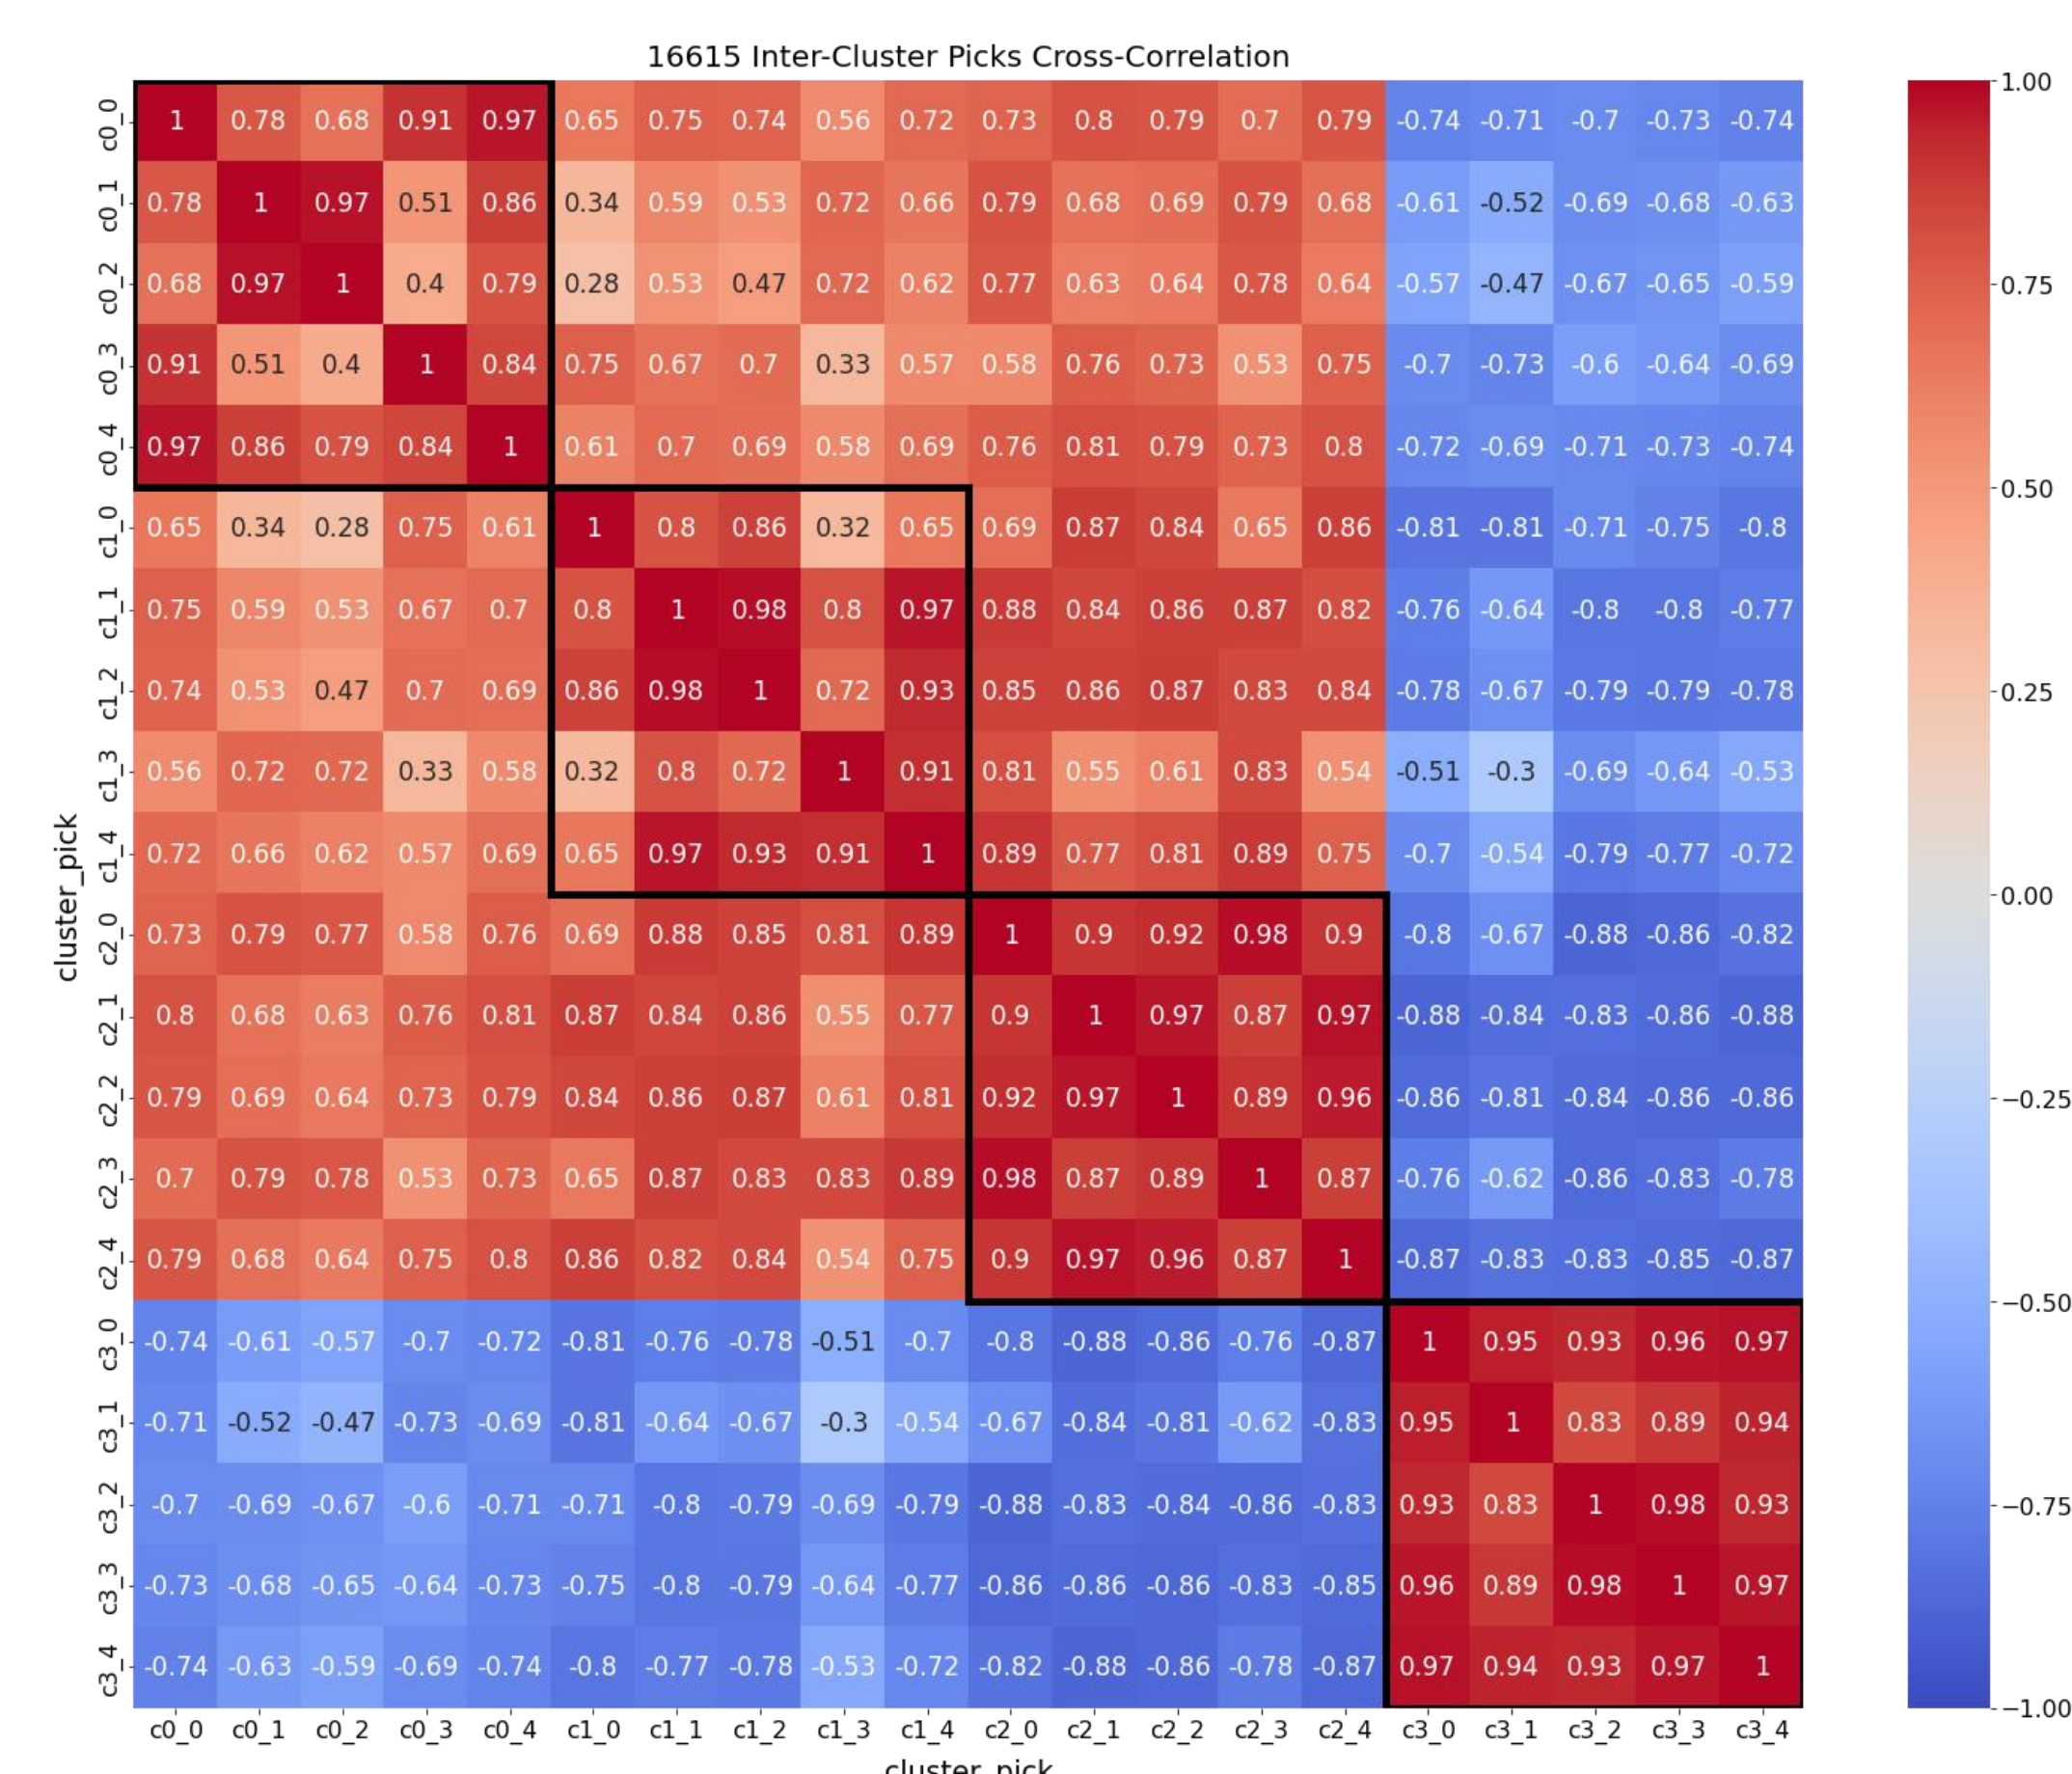 16615 Inter-Cluster Picks Cross-Correlation
c0_0 1 0.78 0.68 0.91 0.97 0.65 0.75 0.74 0.56 0.72 0.73 0.8 0.79 0.7 0.79 -0.74 -0.71 -0.7 -0.73 -0.74
c0_1 0.78 1 0.97 0.51 0.86 0.34 0.59 0.53 0.72 0.66 0.79 0.68 0.69 0.79 0.68 -0.61 -0.52 -0.69 -0.68 -0.63
c0_2 0.68 0.97 1 0.4 0.79 0.28 0.53 0.47 0.72 0.62 0.77 0.63 0.64 0.78 0.64 -0.57 -0.47 -0.67 -0.65 -0.59
c0_3 0.91 0.51 0.4 1 0.84 0.75 0.67 0.7 0.33 0.57 0.58 0.76 0.73 0.53 0.75 -0.7 -0.73 -0.6 -0.64 -0.69
c0_4 0.97 0.86 0.79 0.84 1 0.61 0.7 0.69 0.58 0.69 0.76 0.81 0.79 0.73 0.8 -0.72 -0.69 -0.71 -0.73 -0.74
c1_0 0.65 0.34 0.28 0.75 0.61 1 0.8 0.86 0.32 0.65 0.69 0.87 0.84 0.65 0.86 -0.81 -0.81 -0.71 -0.75 -0.8
c1_1 0.75 0.59 0.53 0.67 0.7 0.8 1 0.98 0.8 0.97 0.88 0.84 0.86 0.87 0.82 -0.76 -0.64 -0.8 -0.8 -0.77
c1_2 0.74 0.53 0.47 0.7 0.69 0.86 0.98 1 0.72 0.93 0.85 0.86 0.87 0.83 0.84 -0.78 -0.67 -0.79 -0.79 -0.78
c1_3 0.56 0.72 0.72 0.33 0.58 0.32 0.8 0.72 1 0.91 0.81 0.55 0.61 0.83 0.54 -0.51 -0.3 -0.69 -0.64 -0.53
c1_4 0.72 0.66 0.62 0.57 0.69 0.65 0.97 0.93 0.91 1 0.89 0.77 0.81 0.89 0.75 -0.7 -0.54 -0.79 -0.77 -0.72
c2_0 0.73 0.79 0.77 0.58 0.76 0.69 0.88 0.85 0.81 0.89 1 0.9 0.92 0.98 0.9 -0.8 -0.67 -0.88 -0.86 -0.82
c2_1 0.8 0.68 0.63 0.76 0.81 0.87 0.84 0.86 0.55 0.77 0.9 1 0.97 0.87 0.97 -0.88 -0.84 -0.83 -0.86 -0.88
c2_2 0.79 0.69 0.64 0.73 0.79 0.84 0.86 0.87 0.61 0.81 0.92 0.97 1 0.89 0.96 -0.86 -0.81 -0.84 -0.86 -0.86
c2_3 0.7 0.79 0.78 0.53 0.73 0.65 0.87 0.83 0.83 0.89 0.98 0.87 0.89 1 0.87 -0.76 -0.62 -0.86 -0.83 -0.78
c2_4 0.79 0.68 0.64 0.75 0.8 0.86 0.82 0.84 0.54 0.75 0.9 0.97 0.96 0.87 1 -0.87 -0.83 -0.83 -0.85 -0.87
c3_0 -0.74 -0.61 -0.57 -0.7 -0.72 -0.81 -0.76 -0.78 -0.51 -0.7 -0.8 -0.88 -0.86 -0.76 -0.87 1 0.95 0.93 0.96 0.97
c3_1 -0.71 -0.52 -0.47 -0.73 -0.69 -0.81 -0.64 -0.67 -0.3 -0.54 -0.67 -0.84 -0.81 -0.62 -0.83 0.95 1 0.83 0.89 0.94
c3_2 -0.7 -0.69 -0.67 -0.6 -0.71 -0.71 -0.8 -0.79 -0.69 -0.79 -0.88 -0.83 -0.84 -0.86 -0.83 0.93 0.83 1 0.98 0.93
c3_3 -0.73 -0.68 -0.65 -0.64 -0.73 -0.75 -0.8 -0.79 -0.64 -0.77 -0.86 -0.86 -0.86 -0.83 -0.85 0.96 0.89 0.98 1 0.97
c3_4 -0.74 -0.63 -0.59 -0.69 -0.74 -0.8 -0.77 -0.78 -0.53 -0.72 -0.82 -0.88 -0.86 -0.78 -0.87 0.97 0.94 0.93 0.97 1
c0_0 c0_1 c0_2 c0_3 c0_4 c1_0 c1_1 c1_2 c1_3 c1_4 c2_0 c2_1 c2_2 c2_3 c2_4 c3_0 c3_1 c3_2 c3_3 c3_4
cluster_pick
cluster_pick
1.00
0.75
0.50
0.25
0.00
−0.25
−0.50
−0.75
−1.00